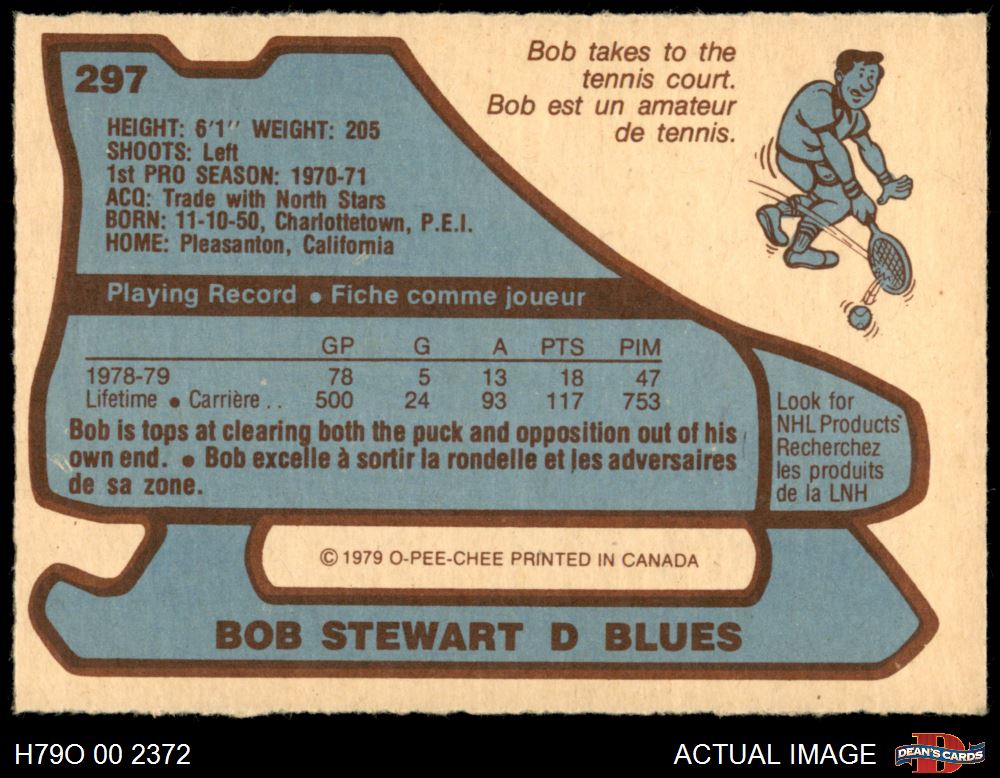 297
Bob takes to the
tennis court.
Bob est un amateur
de tennis.
HEIGHT: 6'1" WEIGHT: 205
SHOOTS: Left
1st PRO SEASON: 1970-71
ACQ: Trade with North Stars
BORN: 11-10-50, Charlottetown, P.E.I.
HOME: Pleasanton, California
Playing Record ● Fiche comme joueur
GP G A PTS PIM
1978-79 78 5 13 18 47
Lifetime ● Carrière .. 500 24 93 117 753
Bob is tops at clearing both the puck and opposition out of his
own end. ● Bob excelle à sortir la rondelle et les adversaires
de sa zone.
Look for
NHL Products
Recherchez
les produits
de la LNH
© 1979 O-PEE-CHEE PRINTED IN CANADA
BOB STEWART D BLUES
H79O 00 2372
ACTUAL IMAGE
D
DEAN'S CARDS